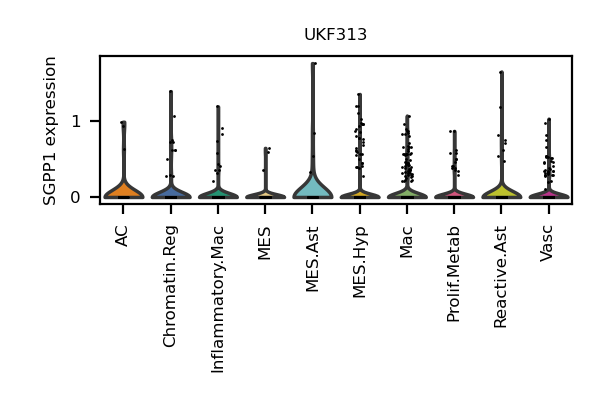 UKF313
SGPP1 expression
1
0
AC
Chromatin.Reg
Inflammatory.Mac
MES
MES.Ast
MES.Hyp
Mac
Prolif.Metab
Reactive.Ast
Vasc